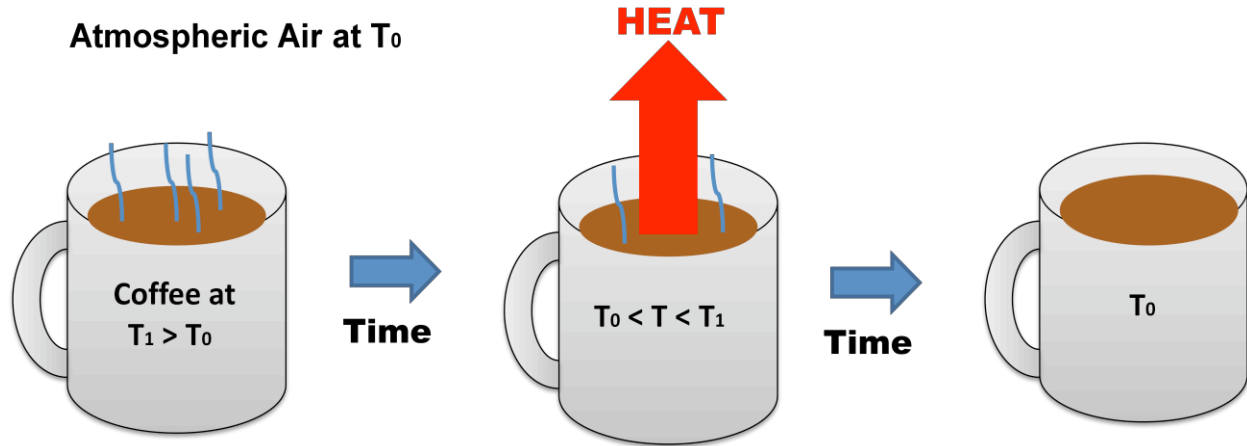 Atmospheric Air at T₀
HEAT
Coffee at
T₁ > T₀
Time
T₀ < T < T₁
Time
T₀